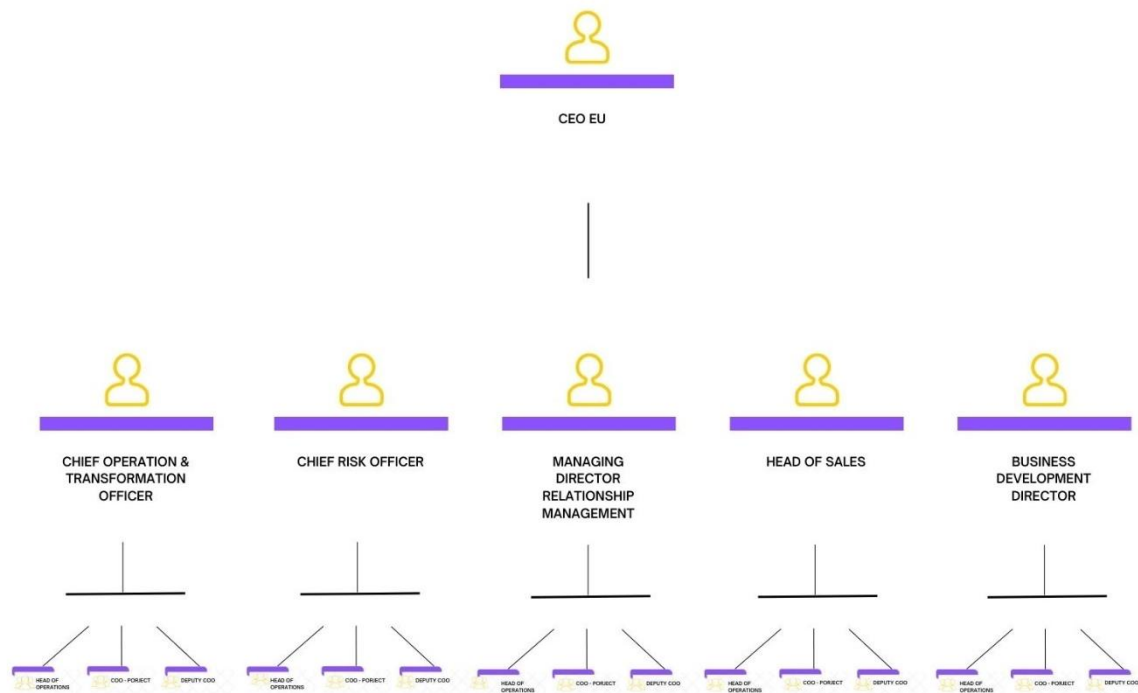 CEO EU
CHIEF OPERATION &
TRANSFORMATION
OFFICER
CHIEF RISK OFFICER
MANAGING
DIRECTOR
RELATIONSHIP
MANAGEMENT
HEAD OF SALES
BUSINESS
DEVELOPMENT
DIRECTOR
HEAD OF
OPERATIONS
COO - PORJECT
DEPUTY COO
HEAD OF
OPERATIONS
COO - PORJECT
DEPUTY COO
HEAD OF
OPERATIONS
COO - PORJECT
DEPUTY COO
HEAD OF
OPERATIONS
COO - PORJECT
DEPUTY COO
HEAD OF
OPERATIONS
COO - PORJECT
DEPUTY COO